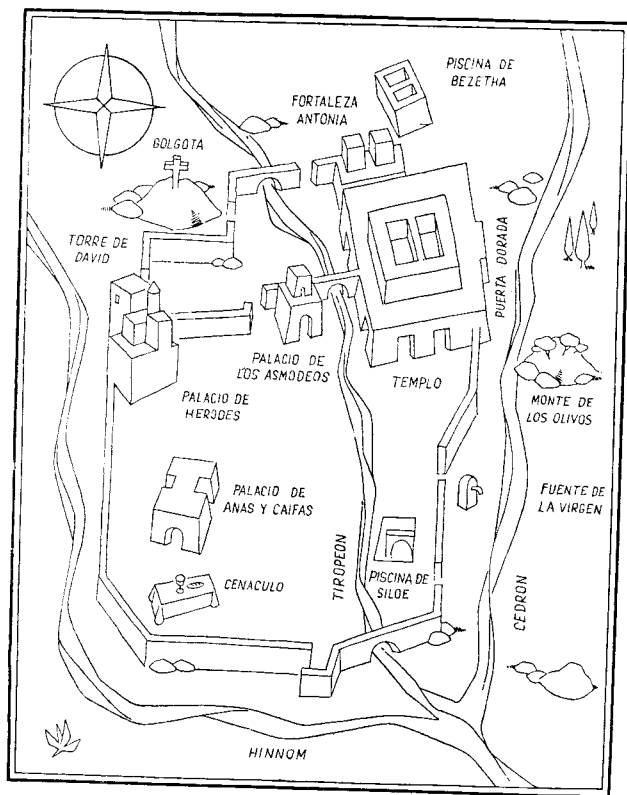 PISCINA DE
BEZETHA
FORTALEZA
ANTONIA
GOLGOTA
TORRE DE
DAVID
PUERTA DORADA
PALACIO DE
LOS ASMODEOS
TEMPLO
PALACIO DE
HERODES
MONTE DE
LOS OLIVOS
PALACIO DE
ANAS Y CAIFAS
FUENTE DE
LA VIRGEN
CENACULO
TIROPEON
PISCINA DE
SILOE
CEDRON
HINNOM